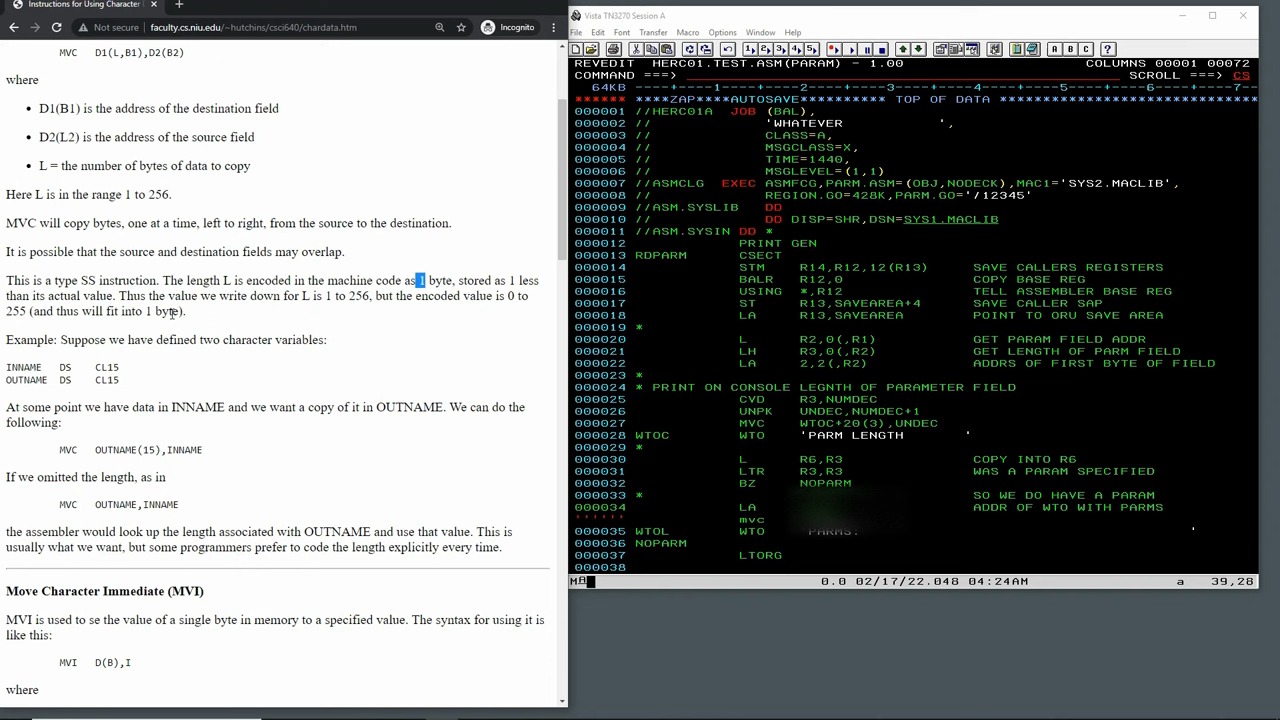 Instructions for Using Character
Not secure faculty.cs.niu.edu/~hutchins/csci640/chardata.htm
Incognito
MVC D1(L,B1),D2(B2)
where
D1(B1) is the address of the destination field
D2(L2) is the address of the source field
L = the number of bytes of data to copy
Here L is in the range 1 to 256.
MVC will copy bytes, one at a time, left to right, from the source to the destination.
It is possible that the source and destination fields may overlap.
This is a type SS instruction. The length L is encoded in the machine code as 1 byte, stored as 1 less
than its actual value. Thus the value we write down for L is 1 to 256, but the encoded value is 0 to
255 (and thus will fit into 1 byte).
Example: Suppose we have defined two character variables:
INNAME DS CL15
OUTNAME DS CL15
At some point we have data in INNAME and we want a copy of it in OUTNAME. We can do the
following:
MVC OUTNAME(15),INNAME
If we omitted the length, as in
MVC OUTNAME,INNAME
the assembler would look up the length associated with OUTNAME and use that value. This is
usually what we want, but some programmers prefer to code the length explicitly every time.
Move Character Immediate (MVI)
MVI is used to se the value of a single byte in memory to a specified value. The syntax for using it is
like this:
MVI D(B),I
where
Vista TN3270 Session A
File Edit Font Transfer Macro Options Window Help
REVEDIT HERC01.TEST.ASM(PARAM) - 1.00 COLUMNS 00001 00072
COMMAND ===> SCROLL ===> CS
64KB ----+----1----+----2----+----3----+----4----+----5----+----6----+----7--
****** ****ZAP****AUTOSAVE********** TOP OF DATA ******************************
000001 //HERC01A JOB (BAL),
000002 // 'WHATEVER ',
000003 // CLASS=A,
000004 // MSGCLASS=X,
000005 // TIME=1440,
000006 // MSGLEVEL=(1,1)
000007 //ASMCLG EXEC ASMFCG,PARM.ASM=(OBJ,NODECK),MAC1='SYS2.MACLIB',
000008 // REGION.GO=428K,PARM.GO='/12345'
000009 //ASM.SYSLIB DD
000010 // DD DISP=SHR,DSN=SYS1.MACLIB
000011 //ASM.SYSIN DD *
000012 PRINT GEN
000013 RDPARM CSECT
000014 STM R14,R12,12(R13) SAVE CALLERS REGISTERS
000015 BALR R12,0 COPY BASE REG
000016 USING *,R12 TELL ASSEMBLER BASE REG
000017 ST R13,SAVEAREA+4 SAVE CALLER SAP
000018 LA R13,SAVEAREA POINT TO ORU SAVE AREA
000019 *
000020 L R2,0(,R1) GET PARAM FIELD ADDR
000021 LH R3,0(,R2) GET LENGTH OF PARM FIELD
000022 LA 2,2(,R2) ADDRS OF FIRST BYTE OF FIELD
000023 *
000024 * PRINT ON CONSOLE LEGNTH OF PARAMETER FIELD
000025 CVD R3,NUMDEC
000026 UNPK UNDEC,NUMDEC+1
000027 MVC WTOC+20(3),UNDEC
000028 WTOC WTO 'PARM LENGTH '
000029 *
000030 L R6,R3 COPY INTO R6
000031 LTR R3,R3 WAS A PARAM SPECIFIED
000032 BZ NOPARM
000033 * SO WE DO HAVE A PARAM
000034 LA ADDR OF WTO WITH PARMS
'''''' mvc
000035 WTOL WTO 'PARMS: '
000036 NOPARM
000037 LTORG
000038
0.0 02/17/22.048 04:24AM a 39,28